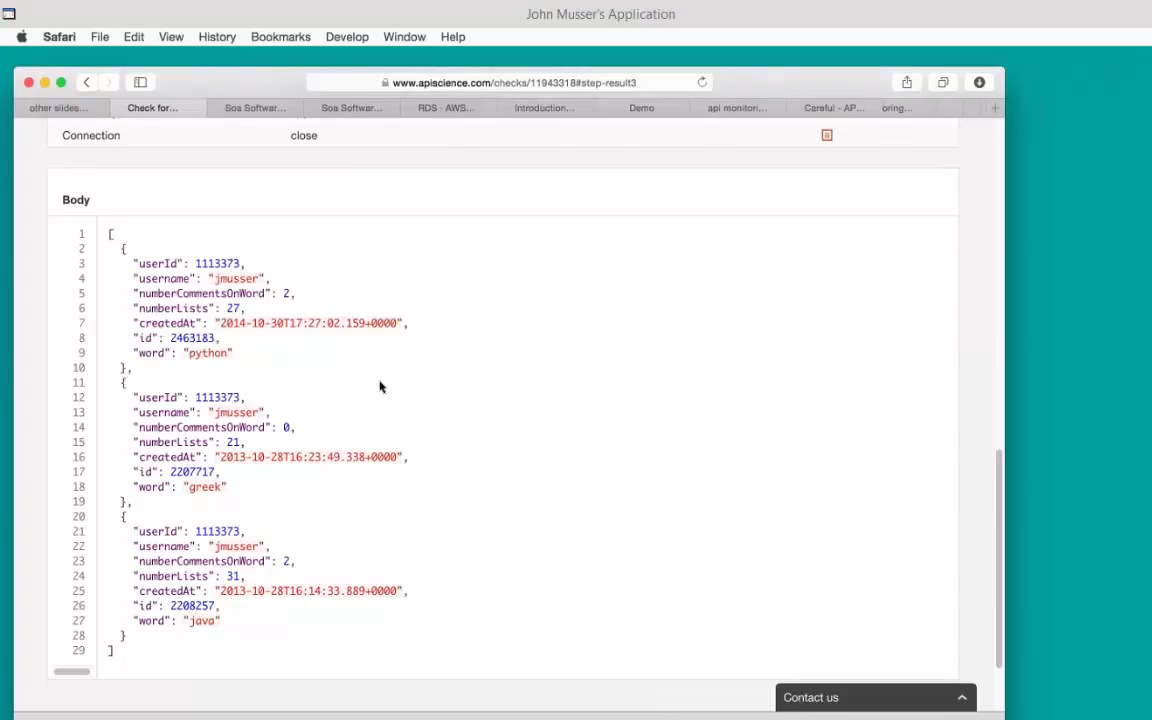 John Musser's Application
Safari File Edit View History Bookmarks Develop Window Help
www.apiscience.com/checks/11943318#step-result3
other slides... Check for... Soa Softwar... Soa Softwar... RDS - AWS... Introduction... Demo api monitori... Careful - AP... oring...
Connection close
Body
1 [
2 {
3 "userId": 1113373,
4 "username": "jmusser",
5 "numberCommentsOnWord": 2,
6 "numberLists": 27,
7 "createdAt": "2014-10-30T17:27:02.159+0000",
8 "id": 2463183,
9 "word": "python"
10 },
11 {
12 "userId": 1113373,
13 "username": "jmusser",
14 "numberCommentsOnWord": 0,
15 "numberLists": 21,
16 "createdAt": "2013-10-28T16:23:49.338+0000",
17 "id": 2207717,
18 "word": "greek"
19 },
20 {
21 "userId": 1113373,
22 "username": "jmusser",
23 "numberCommentsOnWord": 2,
24 "numberLists": 31,
25 "createdAt": "2013-10-28T16:14:33.889+0000",
26 "id": 2208257,
27 "word": "java"
28 }
29 ]
Contact us